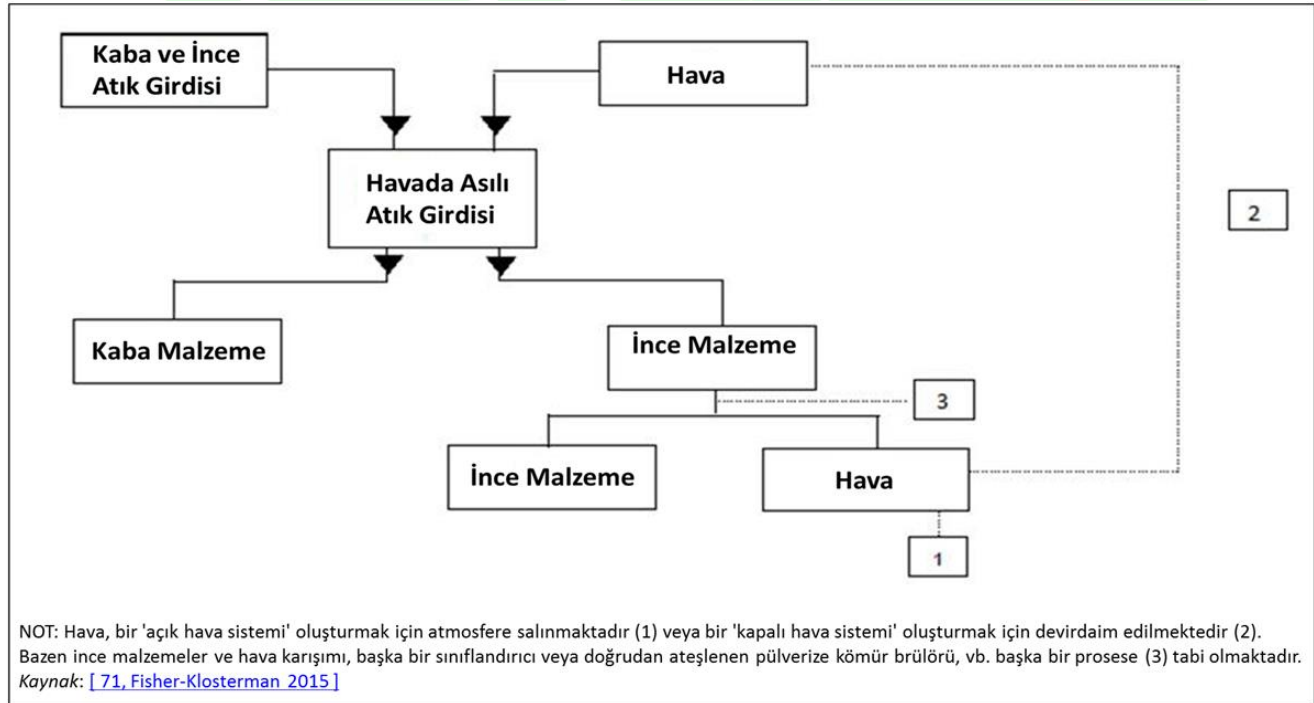 Kaba ve İnce
Atık Girdisi
Hava
Havada Asılı
Atık Girdisi
2
Kaba Malzeme
İnce Malzeme
3
İnce Malzeme
Hava
1
NOT: Hava, bir 'açık hava sistemi' oluşturmak için atmosfere salınmaktadır (1) veya bir 'kapalı hava sistemi' oluşturmak için devirdaim edilmektedir (2).
Bazen ince malzemeler ve hava karışımı, başka bir sınıflandırıcı veya doğrudan ateşlenen pülverize kömür brülörü, vb. başka bir prosese (3) tabi olmaktadır.
Kaynak: [ 71, Fisher-Klosterman 2015 ]